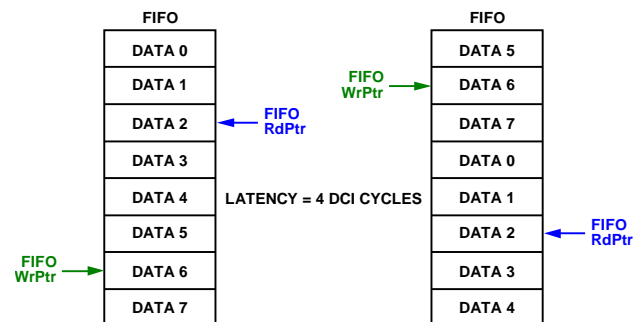 FIFO
DATA 0
DATA 1
DATA 2
DATA 3
DATA 4
DATA 5
DATA 6
DATA 7
FIFO
RdPtr
FIFO
WrPtr
LATENCY = 4 DCI CYCLES
FIFO
DATA 5
DATA 6
DATA 7
DATA 0
DATA 1
DATA 2
DATA 3
DATA 4
FIFO
WrPtr
FIFO
RdPtr